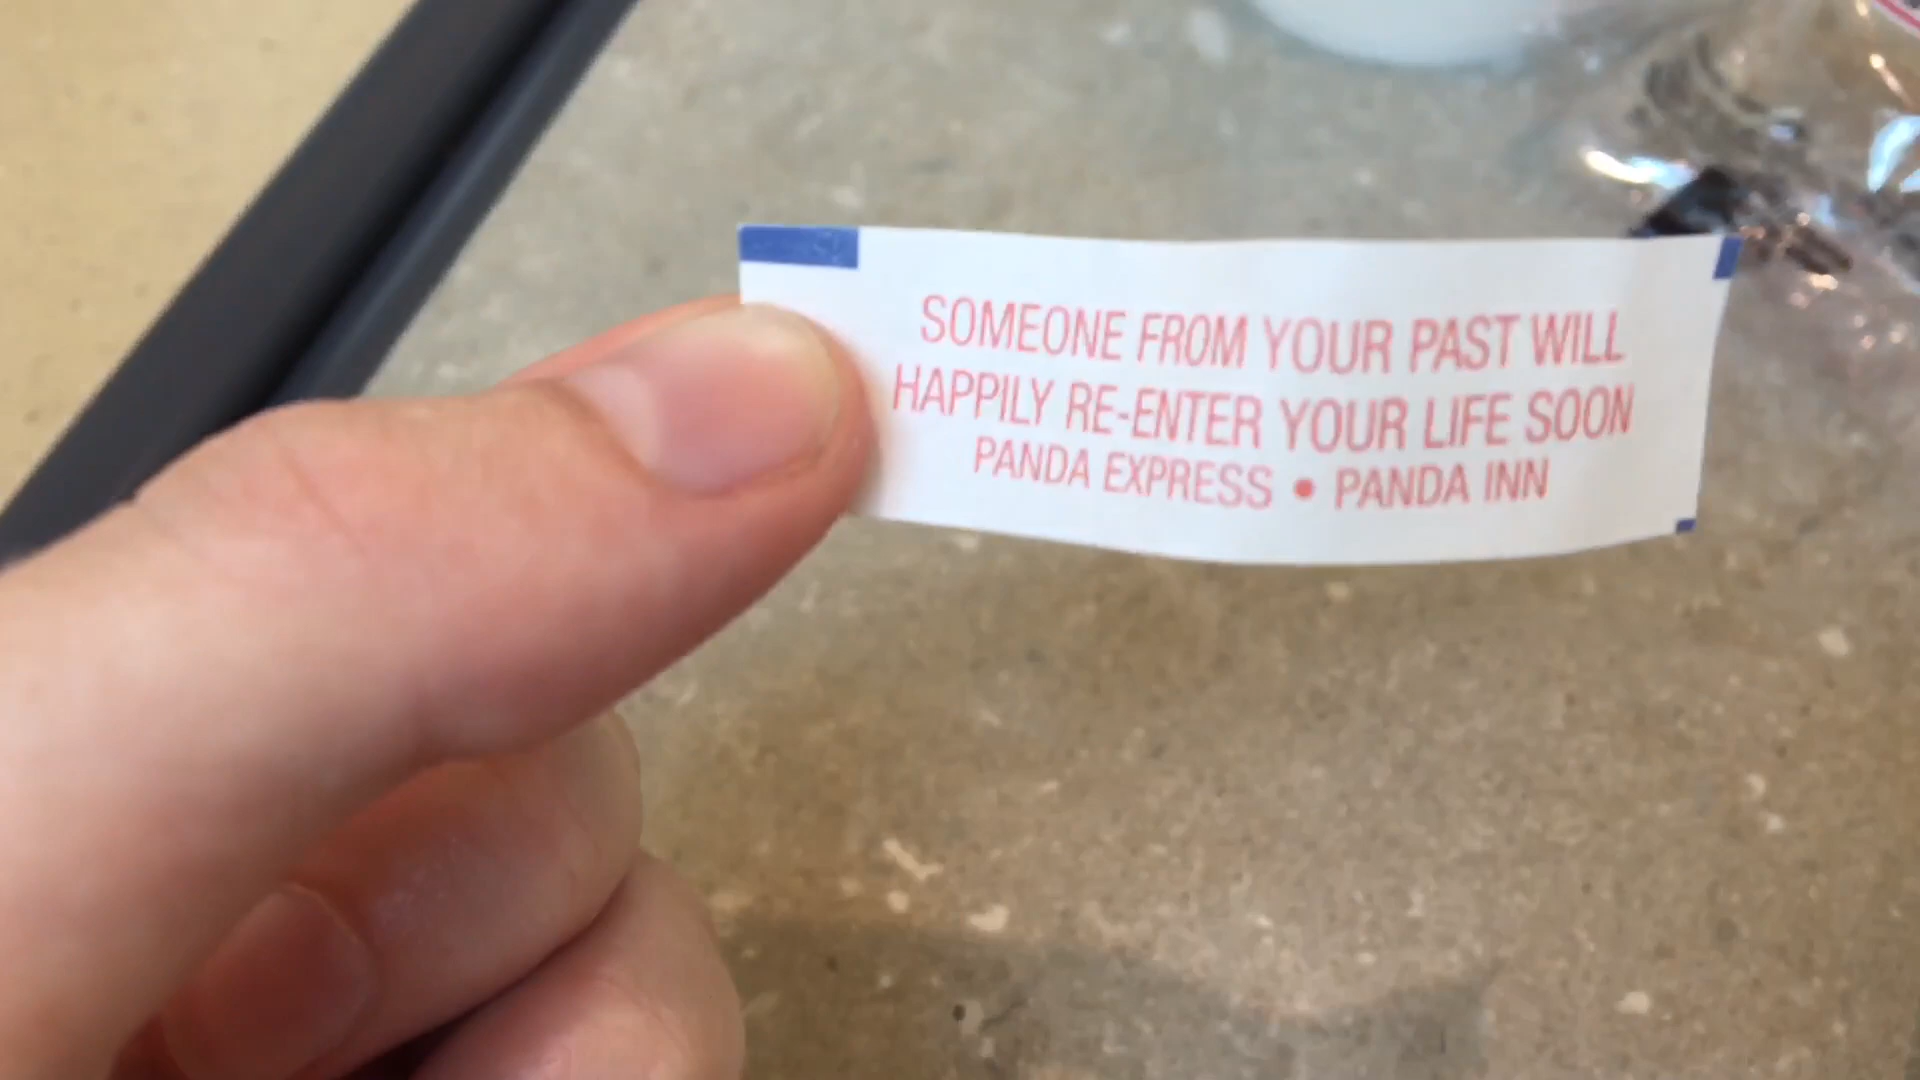 SOMEONE FROM YOUR PAST WILL
HAPPILY RE-ENTER YOUR LIFE SOON
PANDA EXPRESS • PANDA INN